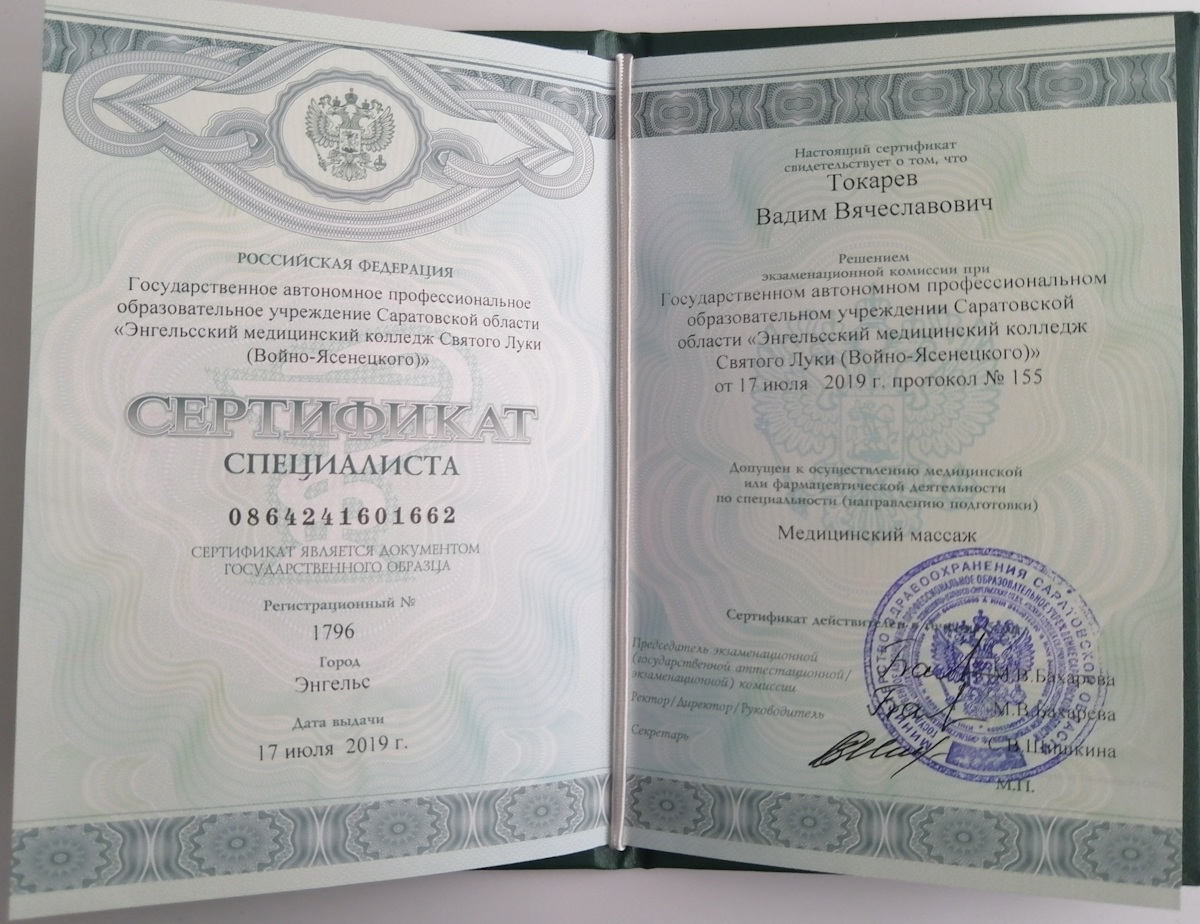 РОССИЙСКАЯ ФЕДЕРАЦИЯ
Государственное автономное профессиональное
образовательное учреждение Саратовской области
«Энгельсский медицинский колледж Святого Луки
(Войно-Ясенецкого)»
СЕРТИФИКАТ
СПЕЦИАЛИСТА
0864241601662
СЕРТИФИКАТ ЯВЛЯЕТСЯ ДОКУМЕНТОМ
ГОСУДАРСТВЕННОГО ОБРАЗЦА
Регистрационный №
1796
Город
Энгельс
Дата выдачи
17 июля 2019 г.
Настоящий сертификат
свидетельствует о том, что
Токарев
Вадим Вячеславович
Решением
экзаменационной комиссии при
Государственном автономном профессиональном
образовательном учреждении Саратовской
области «Энгельсский медицинский колледж
Святого Луки (Войно-Ясенецкого)»
от 17 июля 2019 г. протокол № 155
Допущен к осуществлению медицинской
или фармацевтической деятельности
по специальности (направлению подготовки)
Медицинский массаж
Сертификат действителен в
Председатель экзаменационной
(государственной аттестационной/
экзаменационной) комиссии
М.В.Бахарева
Ректор/Директор/Руководитель
М.В.Бахарева
Секретарь
С.В.Шишкина
М.П.